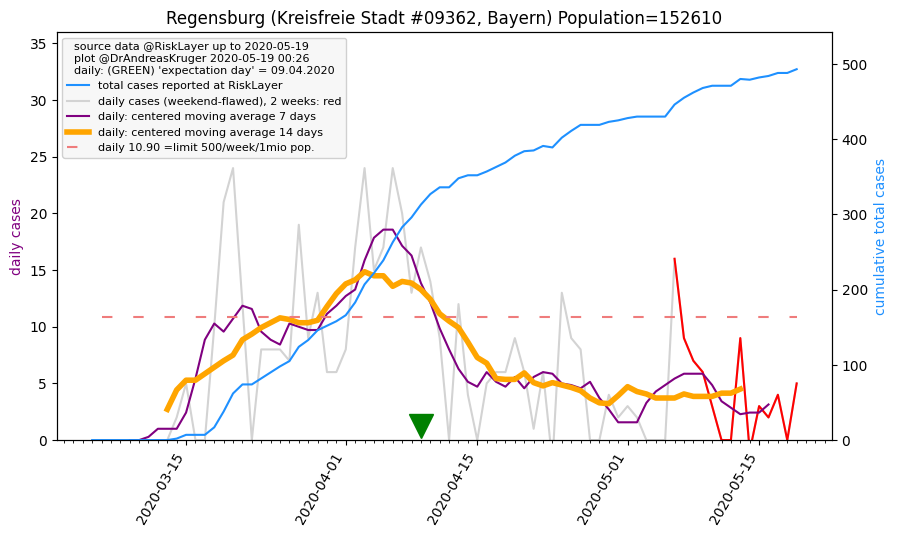 Regensburg (Kreisfreie Stadt #09362, Bayern) Population=152610
source data @RiskLayer up to 2020-05-19
plot @DrAndreasKruger 2020-05-19 00:26
daily: (GREEN) 'expectation day' = 09.04.2020
total cases reported at RiskLayer
daily cases (weekend-flawed), 2 weeks: red
daily: centered moving average 7 days
daily: centered moving average 14 days
daily 10.90 =limit 500/week/1mio pop.
daily cases
35
30
25
20
15
10
5
0
500
400
300
200
100
0
cumulative total cases
2020-03-15
2020-04-01
2020-04-15
2020-05-01
2020-05-15